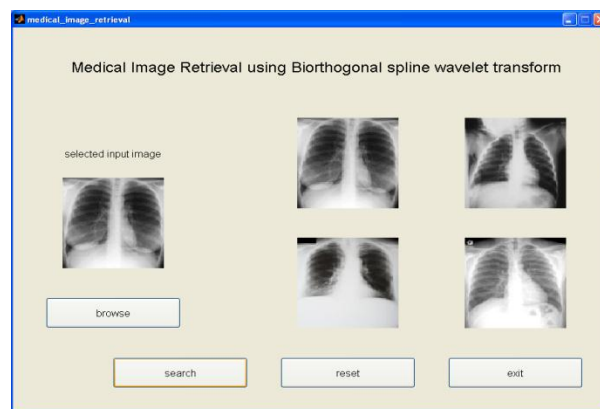 medical_image_retrieval
Medical Image Retrieval using Biorthogonal spline wavelet transform
selected input image
browse
search
reset
exit